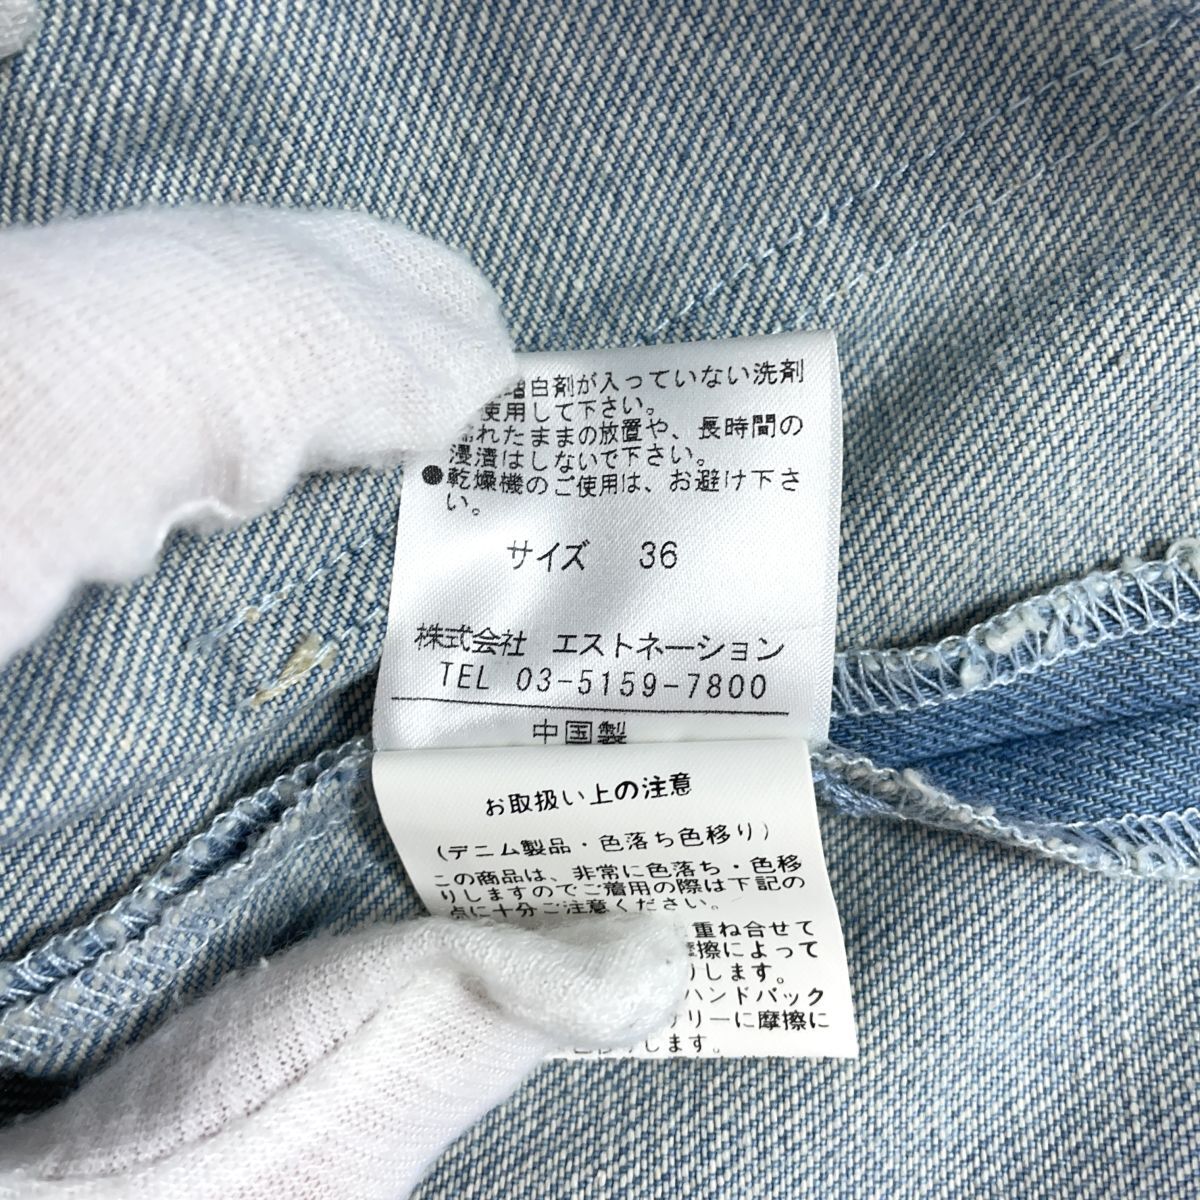 増白剤が入っていない洗剤
使用して下さい。
濡れたままの放置や、長時間の
浸漬はしないで下さい。
●乾燥機のご使用は、お避け下さ
い。
サイズ 36
株式会社 エストネーション
TEL 03-5159-7800
中国製
お取扱い上の注意
(デニム製品・色落ち色移り)
この商品は、非常に色落ち・色移
りしますのでご着用の際は下記の
点に十分ご注意ください。
重ね合せて
摩擦によって
りします。
ハンドバック
サリーに摩擦に
色移りします。